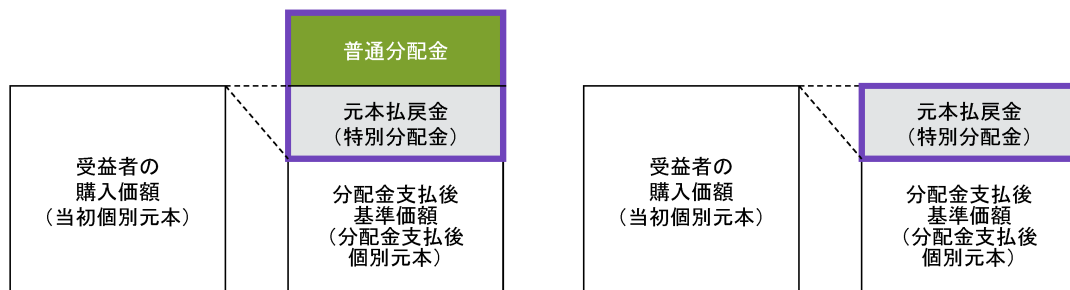 普通分配金
元本払戻金
（特別分配金）
受益者の
購入価額
（当初個別元本）
分配金支払後
基準価額
（分配金支払後
個別元本）
元本払戻金
（特別分配金）
受益者の
購入価額
（当初個別元本）
分配金支払後
基準価額
（分配金支払後
個別元本）